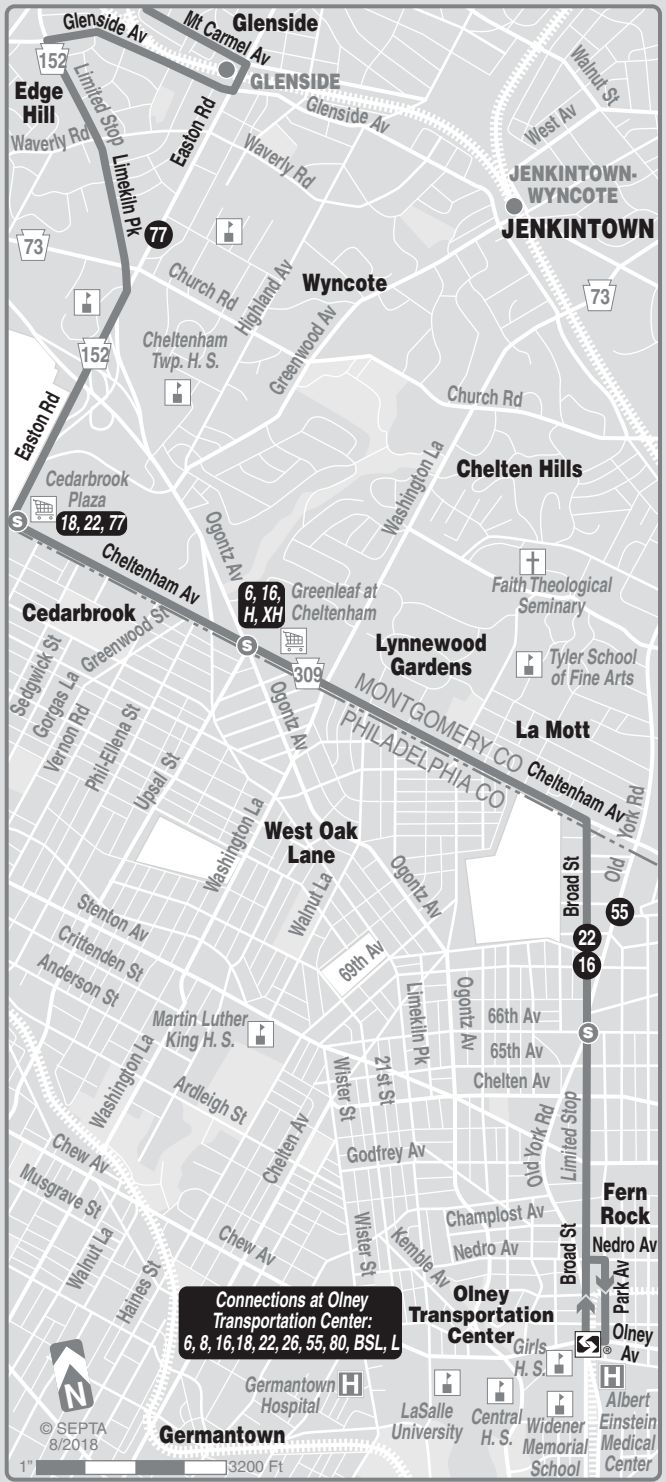 Glenside Av
Mt Carmel Av
Glenside
152
GLENSIDE
Edge
Hill
Limited Stop
Walnut St
Glenside Av
West Av
Waverly Rd
Easton Rd
Limekiln Pk
Waverly Rd
JENKINTOWN-
WYNCOTE
JENKINTOWN
77
73
Church Rd
Highland Av
Wyncote
73
Cheltenham
Twp. H. S.
152
Greenwood Av
Church Rd
Easton Rd
Washington La
Chelten Hills
Cedarbrook
Plaza
S
18, 22, 77
Ogontz Av
Cheltenham Av
Faith Theological
Seminary
6, 16,
H, XH
Greenleaf at
Cheltenham
Cedarbrook
Greenwood St
S
Lynnewood
Gardens
Tyler School
of Fine Arts
309
Sedgwick St
Gorgas La
Vernon Rd
Ogontz Av
MONTGOMERY CO
PHILADELPHIA CO
La Mott
Phil-Ellena St
Upsal St
Cheltenham Av
Old York Rd
Washington La
West Oak
Lane
Ogontz Av
Broad St
Walnut La
55
22
16
Stenton Av
Crittenden St
Anderson St
69th Av
Limekiln Pk
Ogontz Av
66th Av
S
Martin Luther
King H. S.
65th Av
Washington La
Wister St
21st St
Chelten Av
Ardleigh St
Old York Rd
Limited Stop
Chelten Av
Godfrey Av
Chew Av
Musgrave St
Fern
Rock
Champlost Av
Walnut La
Chew Av
Wister St
Kemble Av
Nedro Av
Broad St
Nedro Av
Haines St
Park Av
Connections at Olney
Transportation Center:
6, 8, 16,18, 22, 26, 55, 80, BSL, L
Olney
Transportation
Center
S
®
Olney
Av
Girls
H. S.
N
Germantown
Hospital
H
H
LaSalle
University
Central
H. S.
Widener
Memorial
School
Albert
Einstein
Medical
Center
© SEPTA
8/2018
Germantown
1"
3200 Ft